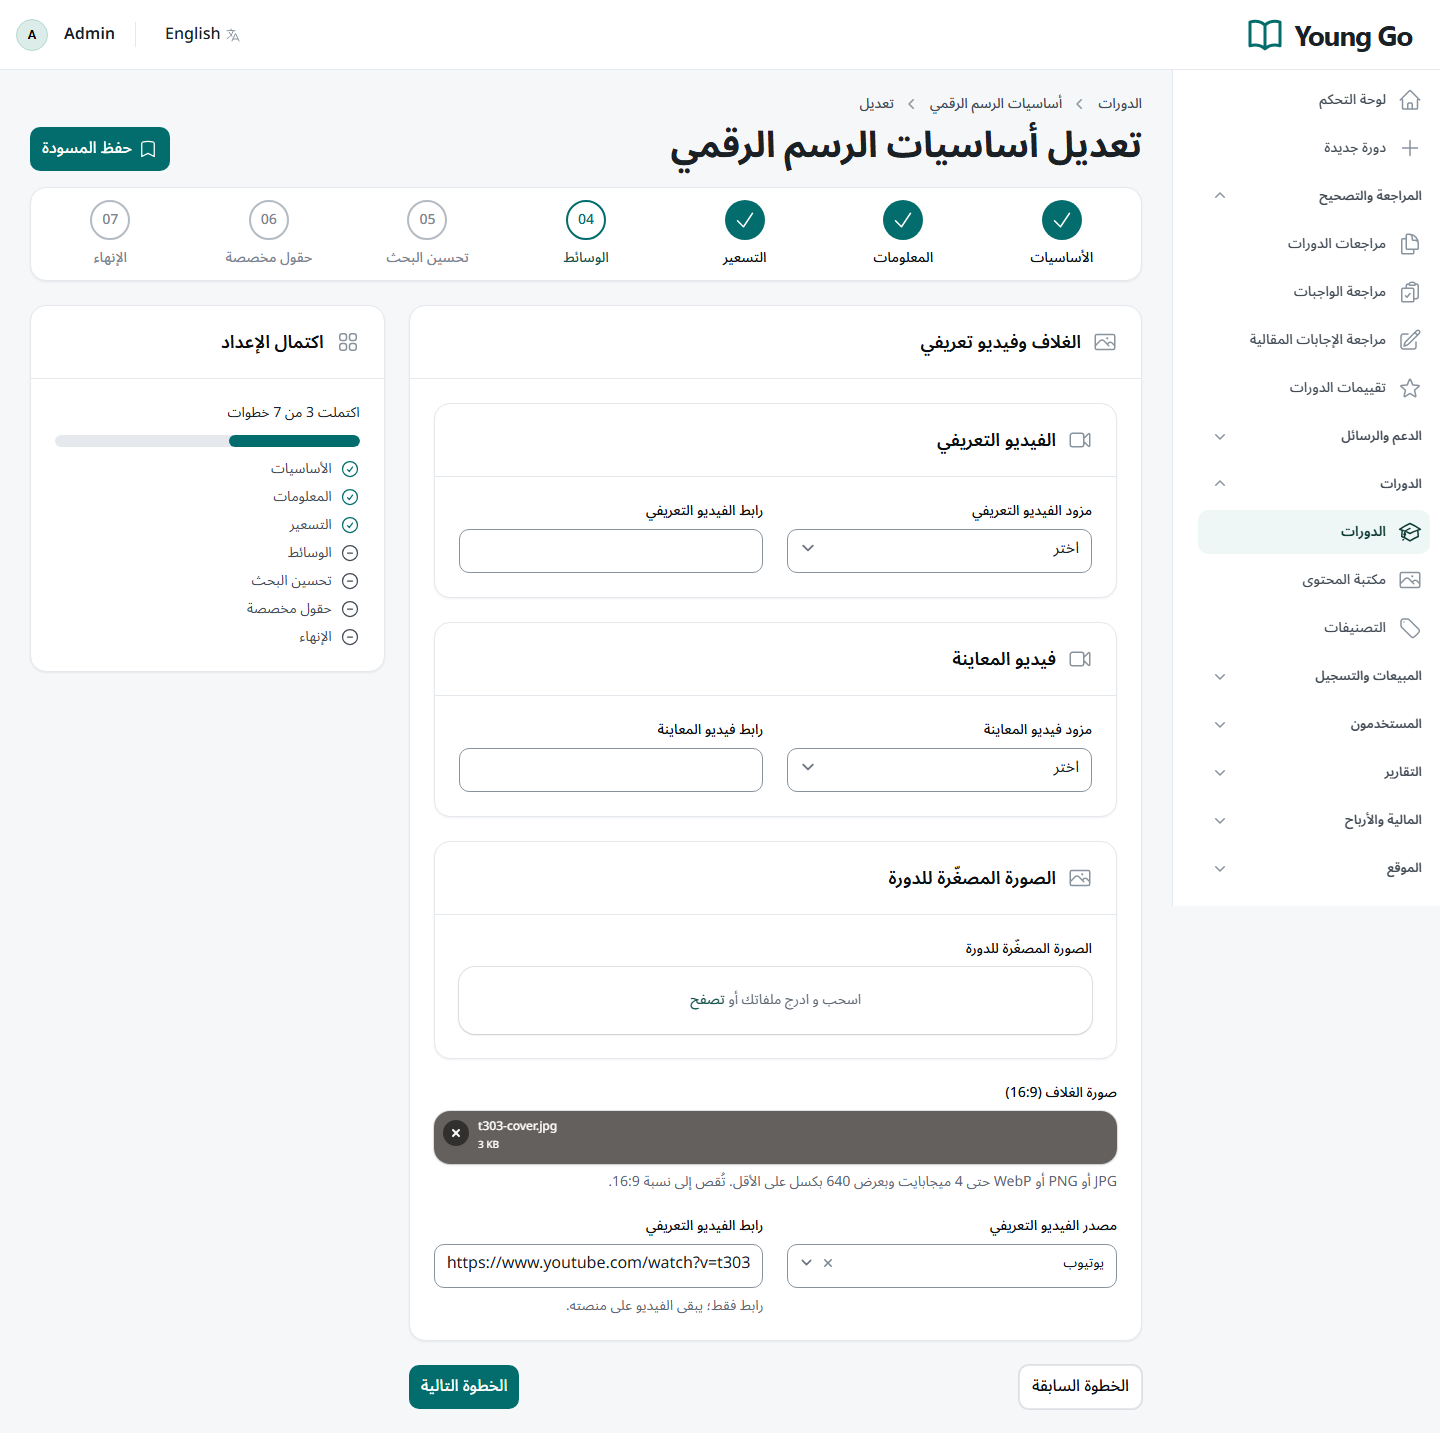 Young Go
English
Admin
A
لوحة التحكم
دورة جديدة
المراجعة والتصحيح
مراجعات الدورات
مراجعة الواجبات
مراجعة الإجابات المقالية
تقييمات الدورات
الدعم والرسائل
الدورات
الدورات
مكتبة المحتوى
التصنيفات
المبيعات والتسجيل
المستخدمون
التقارير
المالية والأرباح
الموقع
الدورات
أساسيات الرسم الرقمي
تعديل
تعديل أساسيات الرسم الرقمي
حفظ المسودة
الأساسيات
المعلومات
التسعير
04
الوسائط
05
تحسين البحث
06
حقول مخصصة
07
الإنهاء
الغلاف وفيديو تعريفي
الفيديو التعريفي
مزود الفيديو التعريفي
اختر
رابط الفيديو التعريفي
فيديو المعاينة
مزود فيديو المعاينة
اختر
رابط فيديو المعاينة
الصورة المصغّرة للدورة
الصورة المصغّرة للدورة
اسحب و ادرج ملفاتك أو تصفح
صورة الغلاف (16:9)
t303-cover.jpg
3 KB
JPG أو PNG أو WebP حتى 4 ميجابايت وبعرض 640 بكسل على الأقل. تُقص إلى نسبة 16:9.
مصدر الفيديو التعريفي
يوتيوب
رابط الفيديو التعريفي
https://www.youtube.com/watch?v=t303
رابط فقط؛ يبقى الفيديو على منصته.
الخطوة السابقة
الخطوة التالية
اكتمال الإعداد
اكتملت 3 من 7 خطوات
الأساسيات
المعلومات
التسعير
الوسائط
تحسين البحث
حقول مخصصة
الإنهاء